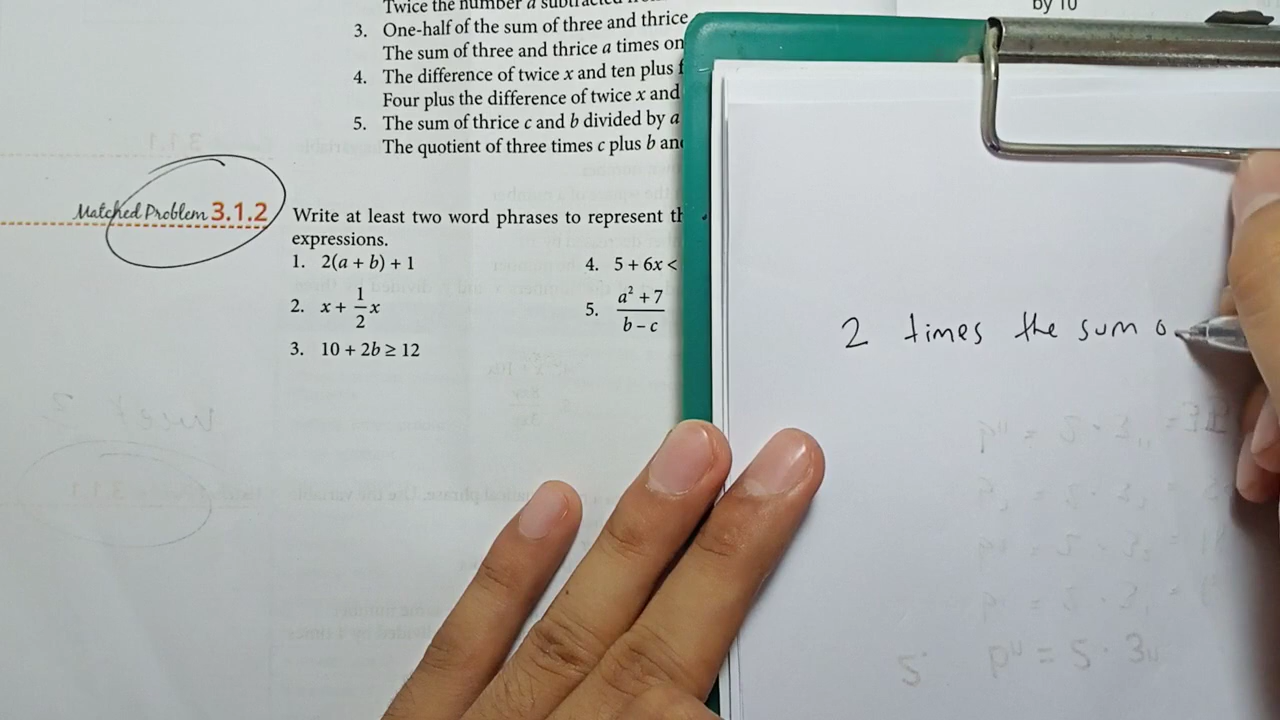 Twice the number a subtracted from
by 10
3. One-half of the sum of three and thrice
The sum of three and thrice a times on
4. The difference of twice x and ten plus f
Four plus the difference of twice x and
5. The sum of thrice c and b divided by a
The quotient of three times c plus b an
Matched Problem 3.1.2
Write at least two word phrases to represent th
expressions.
1. 2(a + b) + 1
2. x + 1/2 x
3. 10 + 2b ≥ 12
4. 5 + 6x <
5. (a² + 7)/(b − c)
2 times the sum o